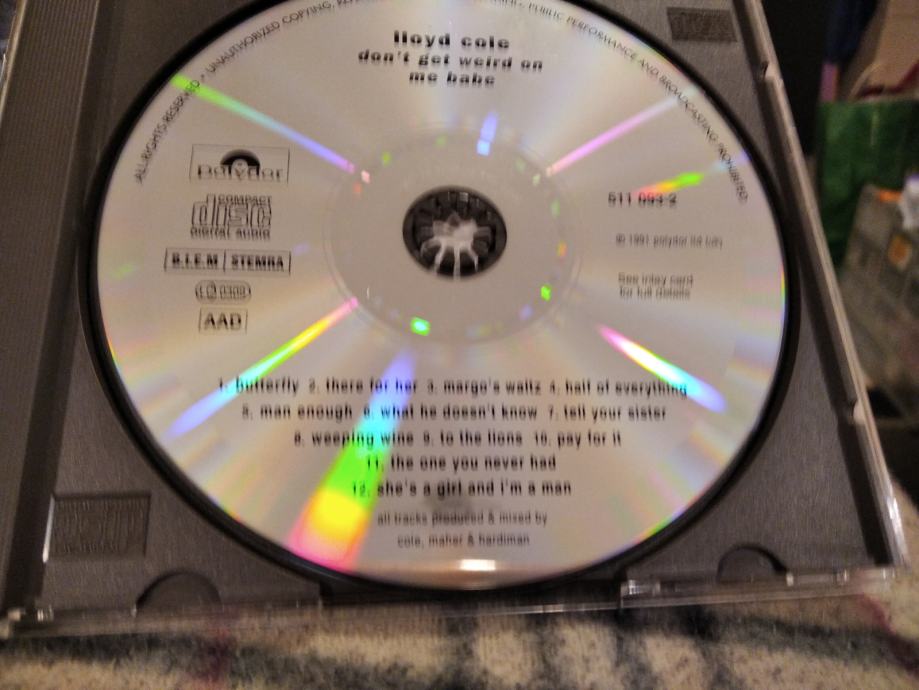 ALL RIGHTS RESERVED - UNAUTHORIZED COPYING, PUBLIC PERFORMANCE AND BROADCASTING PROHIBITED.
lloyd cole
don't get weird on
me babe
polydor
COMPACT
disc
Digital Audio
B.I.E.M STEMRA
AAD
511 093-2
℗ 1991 polydor ltd (uk)
See inlay card
for full details
1. butterfly 2. there for her 3. margo's waltz 4. half of everything
5. man enough 6. what he doesn't know 7. tell your sister
8. weeping wine 9. to the lions 10. pay for it
11. the one you never had
12. she's a girl and i'm a man
all tracks produced & mixed by
cole, maher & hardiman